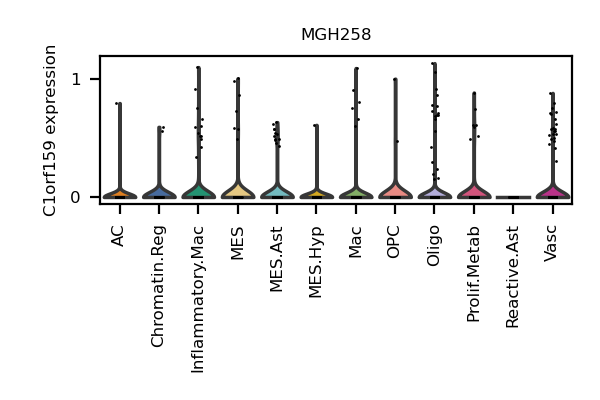 MGH258
C1orf159 expression
1
0
AC
Chromatin.Reg
Inflammatory.Mac
MES
MES.Ast
MES.Hyp
Mac
OPC
Oligo
Prolif.Metab
Reactive.Ast
Vasc